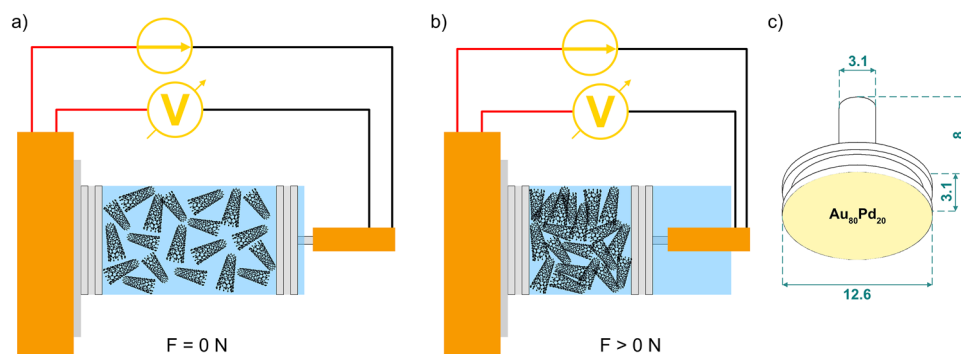 a)
V
F = 0 N
b)
V
F > 0 N
c)
3.1
8
3.1
Au₈₀Pd₂₀
12.6